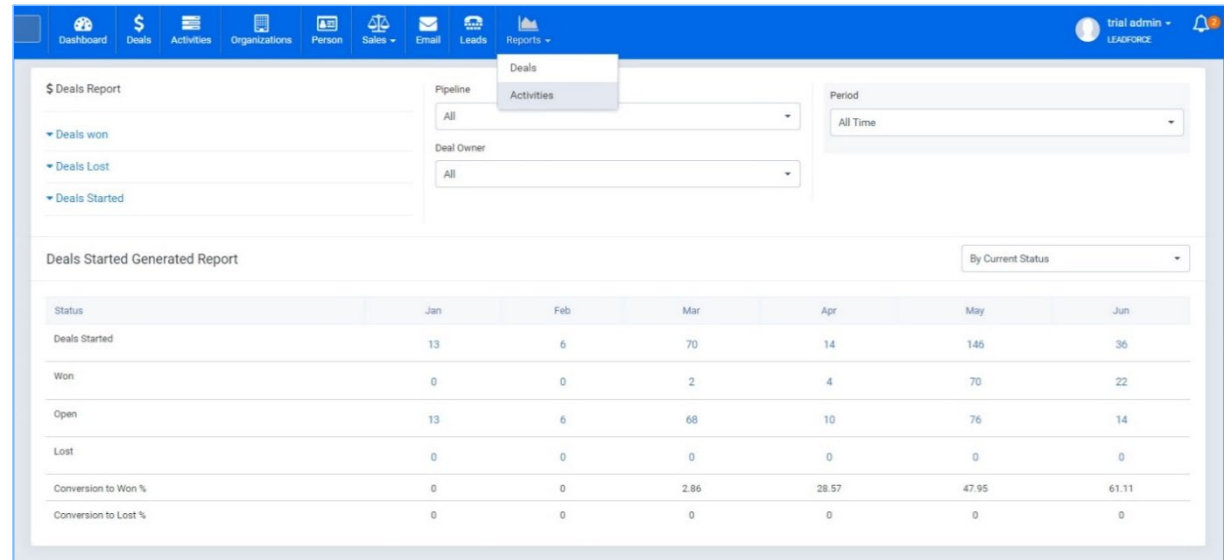 Dashboard Deals Activities Organizations Person Sales Email Leads Reports trial admin 2
LEADFORCE
Deals
Activities
$ Deals Report Pipeline Period
All All Time
Deals won
Deal Owner
Deals Lost All
Deals Started
Deals Started Generated Report By Current Status
Status Jan Feb Mar Apr May Jun
Deals Started 13 6 70 14 146 36
Won 0 0 2 4 70 22
Open 13 6 68 10 76 14
Lost 0 0 0 0 0 0
Conversion to Won % 0 0 2.86 28.57 47.95 61.11
Conversion to Lost % 0 0 0 0 0 0